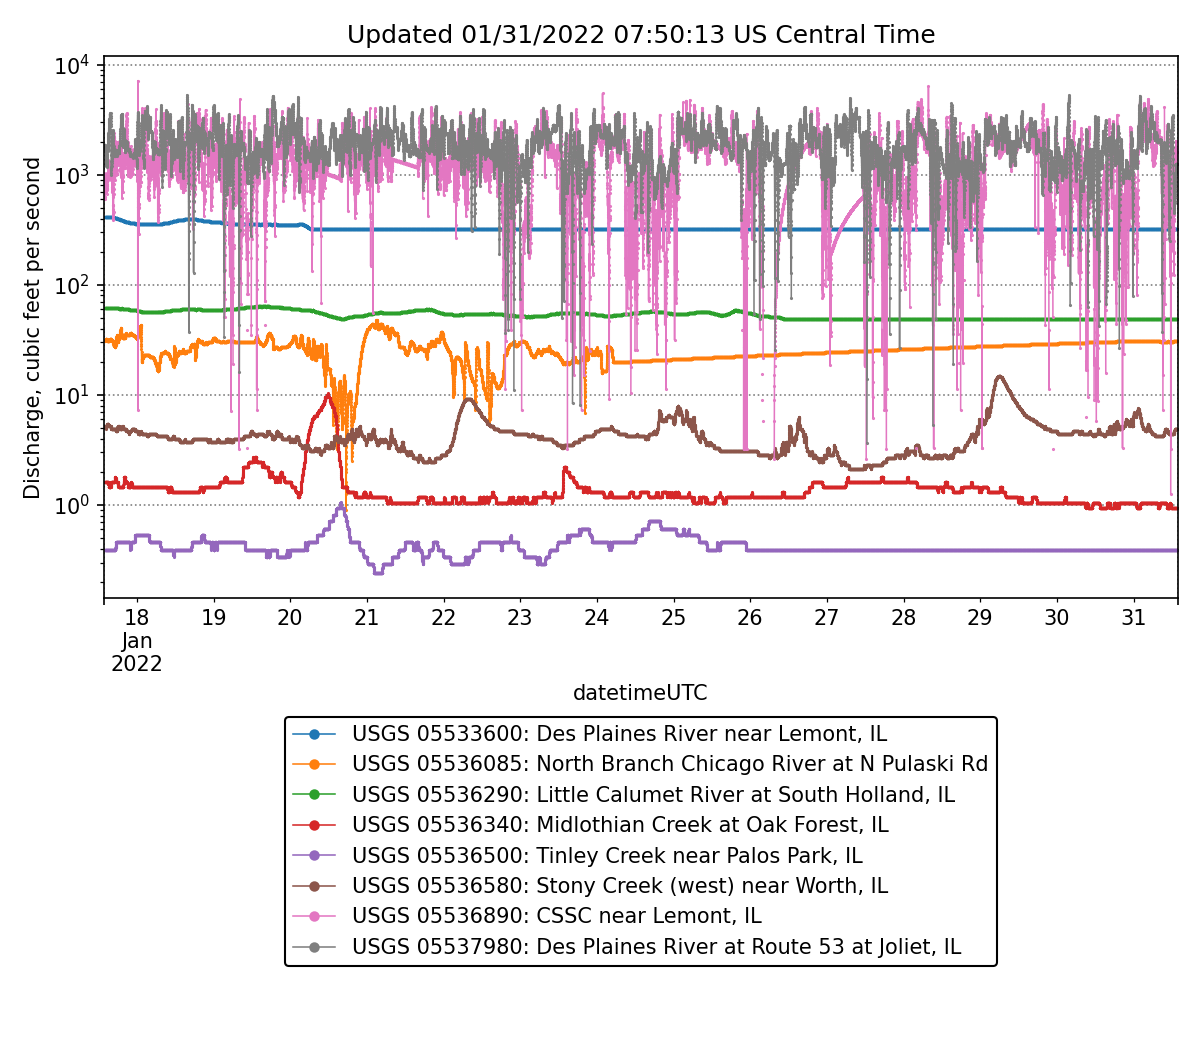 Updated 01/31/2022 07:50:13 US Central Time
Discharge, cubic feet per second
10^4
10^3
10^2
10^1
10^0
18 19 20 21 22 23 24 25 26 27 28 29 30 31
Jan
2022
datetimeUTC
USGS 05533600: Des Plaines River near Lemont, IL
USGS 05536085: North Branch Chicago River at N Pulaski Rd
USGS 05536290: Little Calumet River at South Holland, IL
USGS 05536340: Midlothian Creek at Oak Forest, IL
USGS 05536500: Tinley Creek near Palos Park, IL
USGS 05536580: Stony Creek (west) near Worth, IL
USGS 05536890: CSSC near Lemont, IL
USGS 05537980: Des Plaines River at Route 53 at Joliet, IL